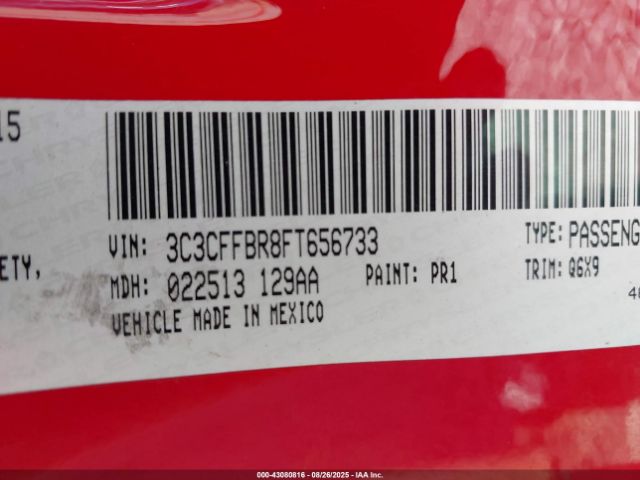 15
VIN: 3C3CFFBR8FT656733
TYPE: PASSENG
ETY,
MDH: 022513 129AA
PAINT: PR1
TRIM: Q6X9
VEHICLE MADE IN MEXICO
000-43080816 - 08/26/2025 - IAA Inc.